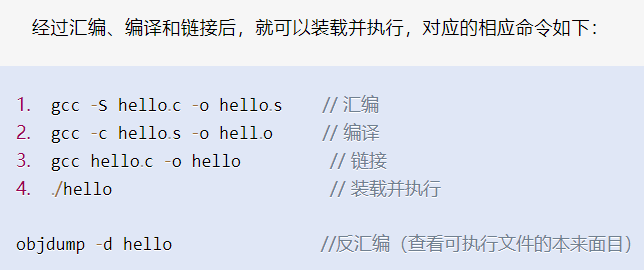 经过汇编、编译和链接后，就可以装载并执行，对应的相应命令如下：
1. gcc -S hello.c -o hello.s // 汇编
2. gcc -c hello.s -o hello.o // 编译
3. gcc hello.c -o hello // 链接
4. ./hello // 装载并执行
objdump -d hello //反汇编（查看可执行文件的本来面目）